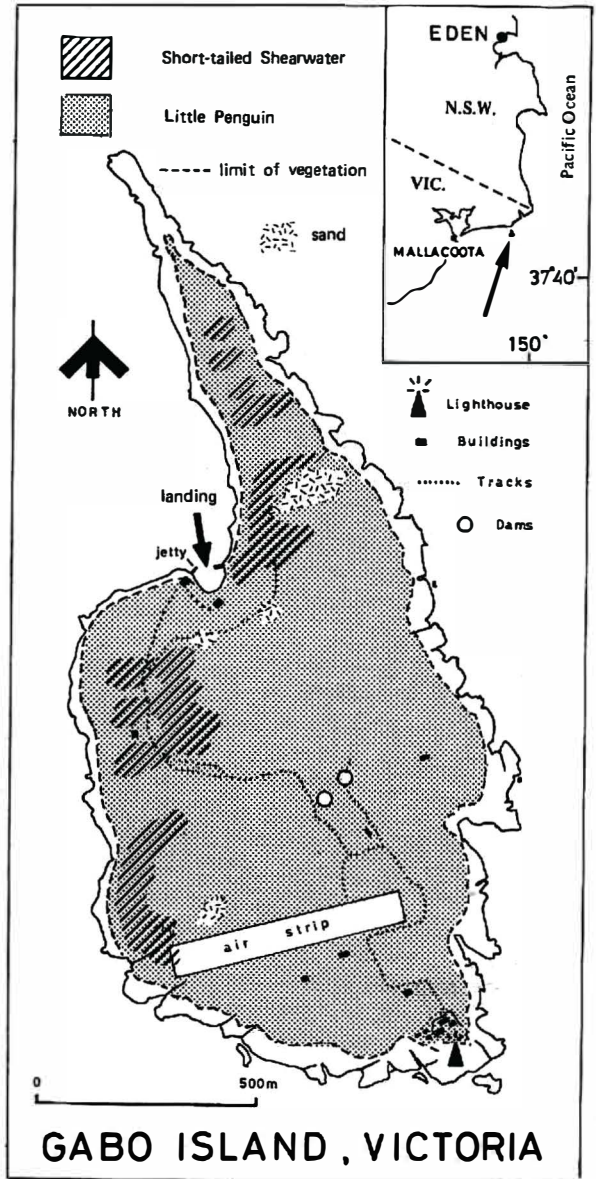 Short-tailed Shearwater
Little Penguin
limit of vegetation
sand
EDEN
N.S.W.
Pacific Ocean
VIC.
MALLACOOTA
37°40'
150°
NORTH
Lighthouse
Buildings
Tracks
Dams
landing
jetty
air strip
0 500m
GABO ISLAND, VICTORIA